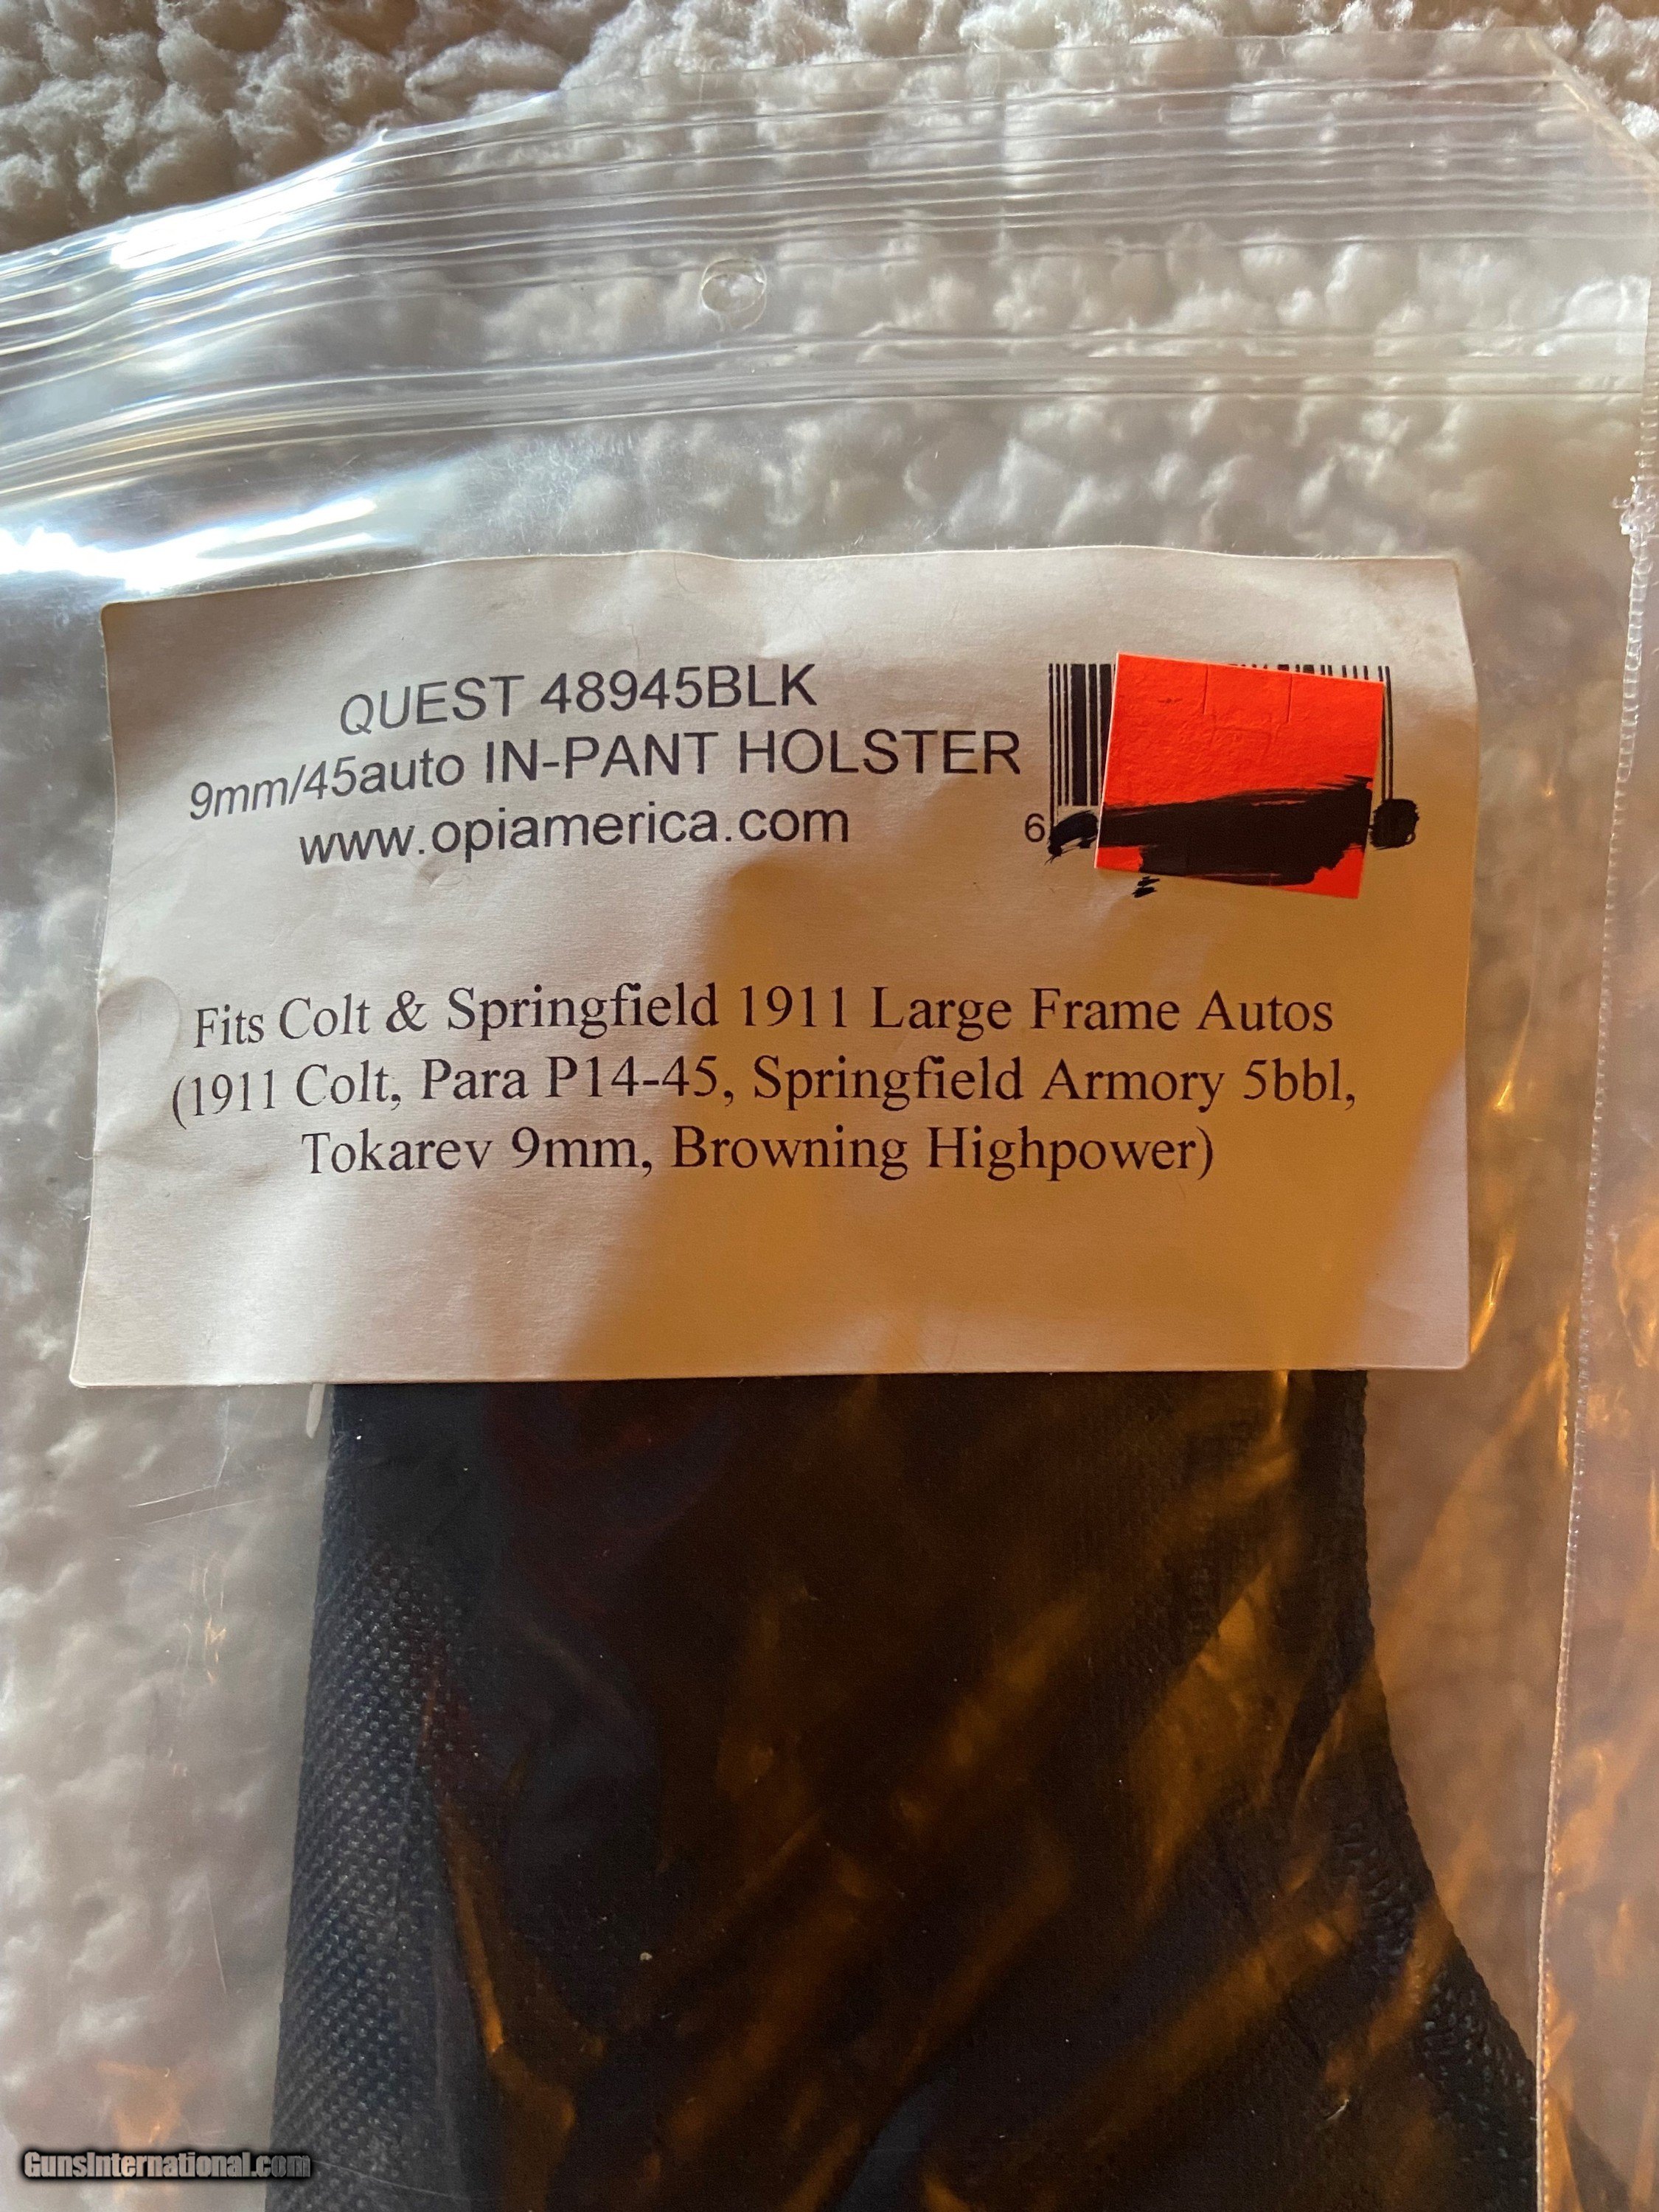 QUEST 48945BLK
9mm/45auto IN-PANT HOLSTER
www.opiamerica.com
6
Fits Colt & Springfield 1911 Large Frame Autos
(1911 Colt, Para P14-45, Springfield Armory 5bbl,
Tokarev 9mm, Browning Highpower)
GunsInternational.com